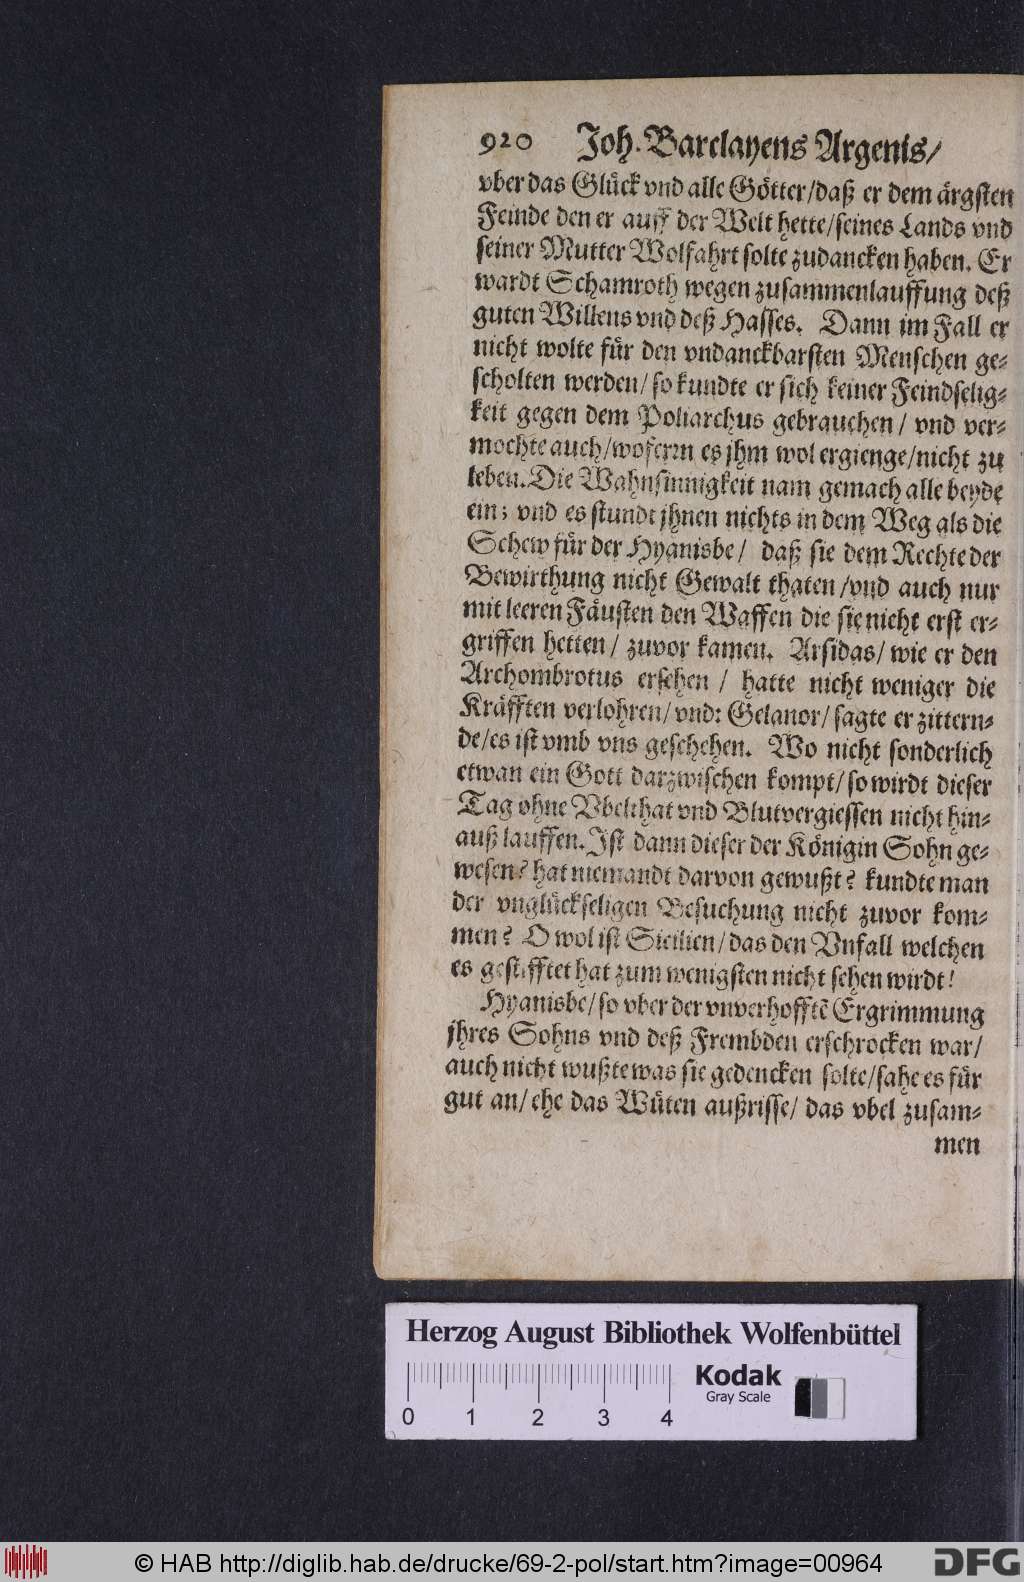 920 Joh. Barclayens Argenis/
vber das Glück vnd alle Götter/daß er dem ärgsten
Feinde den er auff der Welt hette/seines Lands vnd
seiner Mutter Wolfahrt solte zudancken haben. Er
wardt Schamroth wegen zusammenlauffung deß
guten Willens vnd deß Hasses. Dann im Fall er
nicht wolte für den vndanckbarsten Menschen ge-
scholten werden/ so kundte er sich keiner Feindselig-
keit gegen dem Poliarchus gebrauchen/ vnd ver-
mochte auch/woferrn es jhm wol ergienge/nicht zu
leben. Die Wahnsinnigkeit nam gemach alle beyde
ein; vnd es stundt jhnen nichts in dem Weg als die
Schew für der Hyanisbe/ daß sie dem Rechte der
Bewirthung nicht Gewalt thaten/vnd auch nur
mit leeren Fäusten den Waffen die sie nicht erst er-
griffen hetten/ zuvor kamen. Arsidas/ wie er den
Archombrotus ersehen/ hatte nicht weniger die
Kräfften verlohren/ vnd: Gelanor/ sagte er zittern-
de/es ist vmb vns geschehen. Wo nicht sonderlich
etwan ein Gott darzwischen kompt/ so wirdt dieser
Tag ohne Vbelthat vnd Blutvergiessen nicht hin-
auß lauffen. Ist dann dieser der Königin Sohn ge-
wesen? hat niemandt darvon gewußt? kundte man
der vnglückseligen Besuchung nicht zuvor kom-
men? O wol ist Sicilien/das den Vnfall welchen
es gestifftet hat zum wenigsten nicht sehen wirdt!
Hyanisbe/so vber der vnverhofftē Ergrimmung
jhres Sohns vnd deß Frembden erschrocken war/
auch nicht wußte was sie gedencken solte/sahe es für
gut an/ ehe das Wüten außrisse/ das vbel zusam-
men
Herzog August Bibliothek Wolfenbüttel
Kodak
Gray Scale
0 1 2 3 4
© HAB http://diglib.hab.de/drucke/69-2-pol/start.htm?image=00964
DFG